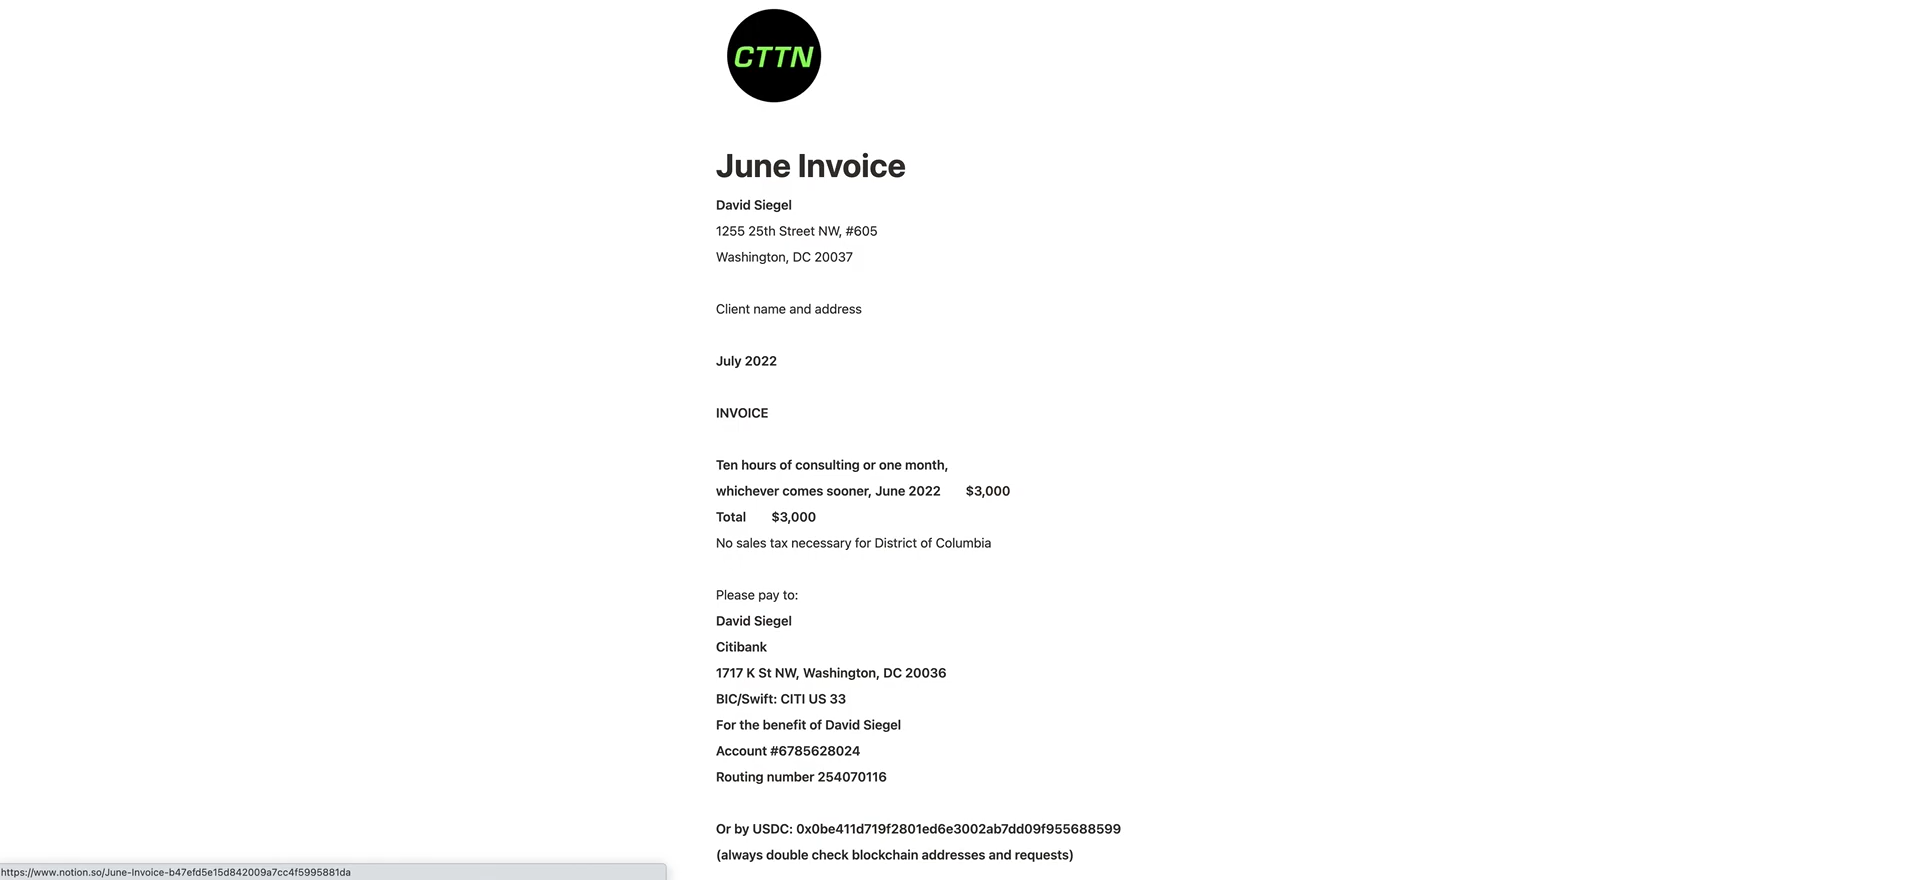 CTTN
June Invoice
David Siegel
1255 25th Street NW, #605
Washington, DC 20037
Client name and address
July 2022
INVOICE
Ten hours of consulting or one month,
whichever comes sooner, June 2022 $3,000
Total $3,000
No sales tax necessary for District of Columbia
Please pay to:
David Siegel
Citibank
1717 K St NW, Washington, DC 20036
BIC/Swift: CITI US 33
For the benefit of David Siegel
Account #6785628024
Routing number 254070116
Or by USDC: 0x0be411d719f2801ed6e3002ab7dd09f955688599
(always double check blockchain addresses and requests)
https://www.notion.so/June-Invoice-b47efd5e15d842009a7cc4f5995881da